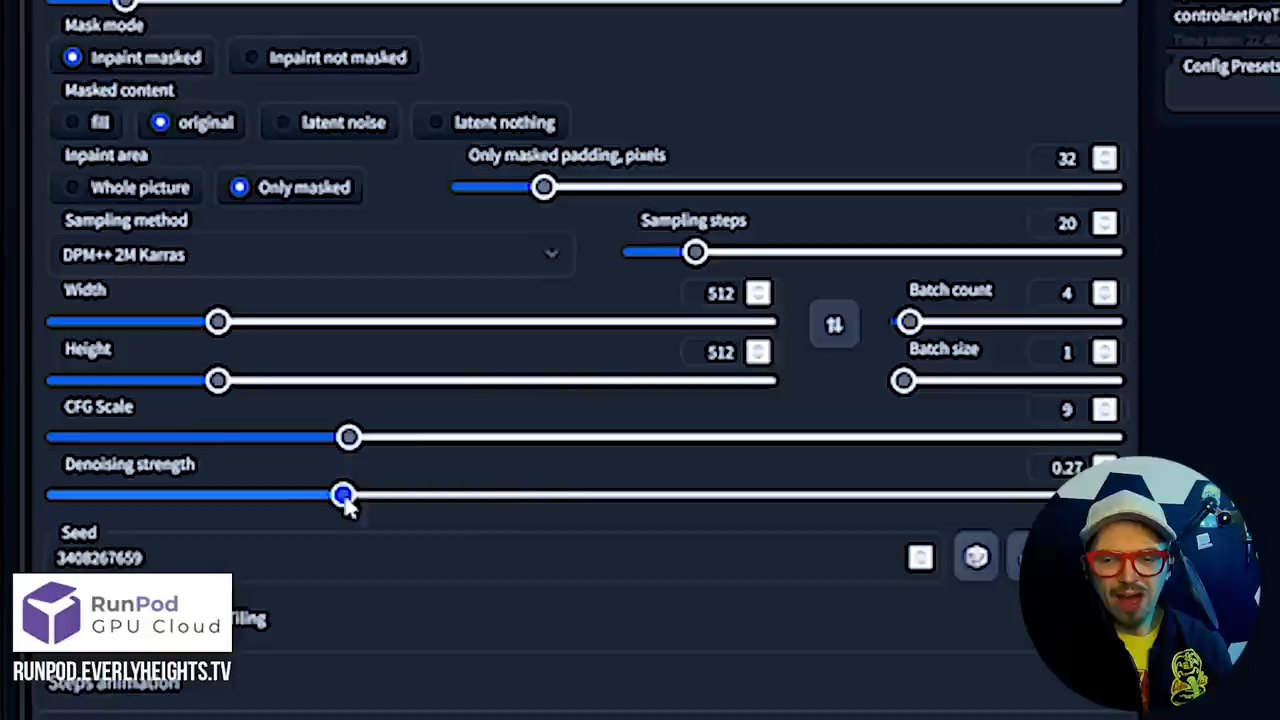 controlnetPreT
Mask mode
Inpaint masked
Inpaint not masked
Config Presets
Masked content
fill
original
latent noise
latent nothing
Inpaint area
Only masked padding, pixels
32
Whole picture
Only masked
Sampling method
Sampling steps
20
DPM++ 2M Karras
Width
512
Batch count
4
Height
512
Batch size
1
CFG Scale
9
Denoising strength
0.27
Seed
3408267659
RunPod
GPU Cloud
Tiling
RUNPOD.EVERLYHEIGHTS.TV
Steps animation